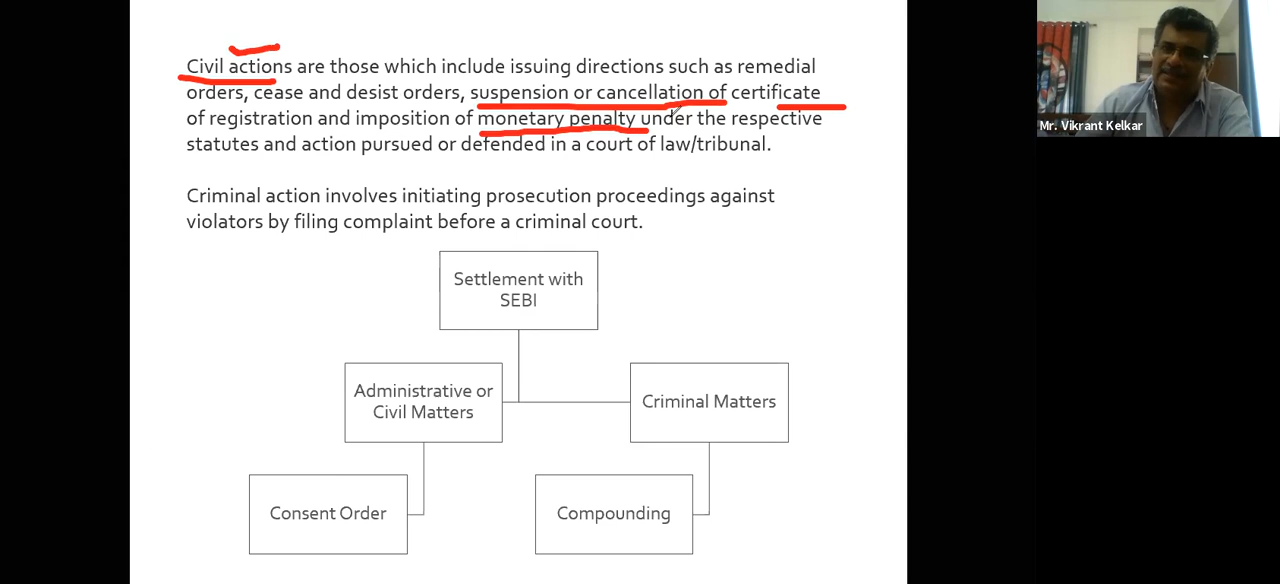 Civil actions are those which include issuing directions such as remedial
orders, cease and desist orders, suspension or cancellation of certificate
of registration and imposition of monetary penalty under the respective
statutes and action pursued or defended in a court of law/tribunal.
Criminal action involves initiating prosecution proceedings against
violators by filing complaint before a criminal court.
Settlement with
SEBI
Administrative or
Civil Matters
Criminal Matters
Consent Order
Compounding
Mr. Vikrant Kelkar